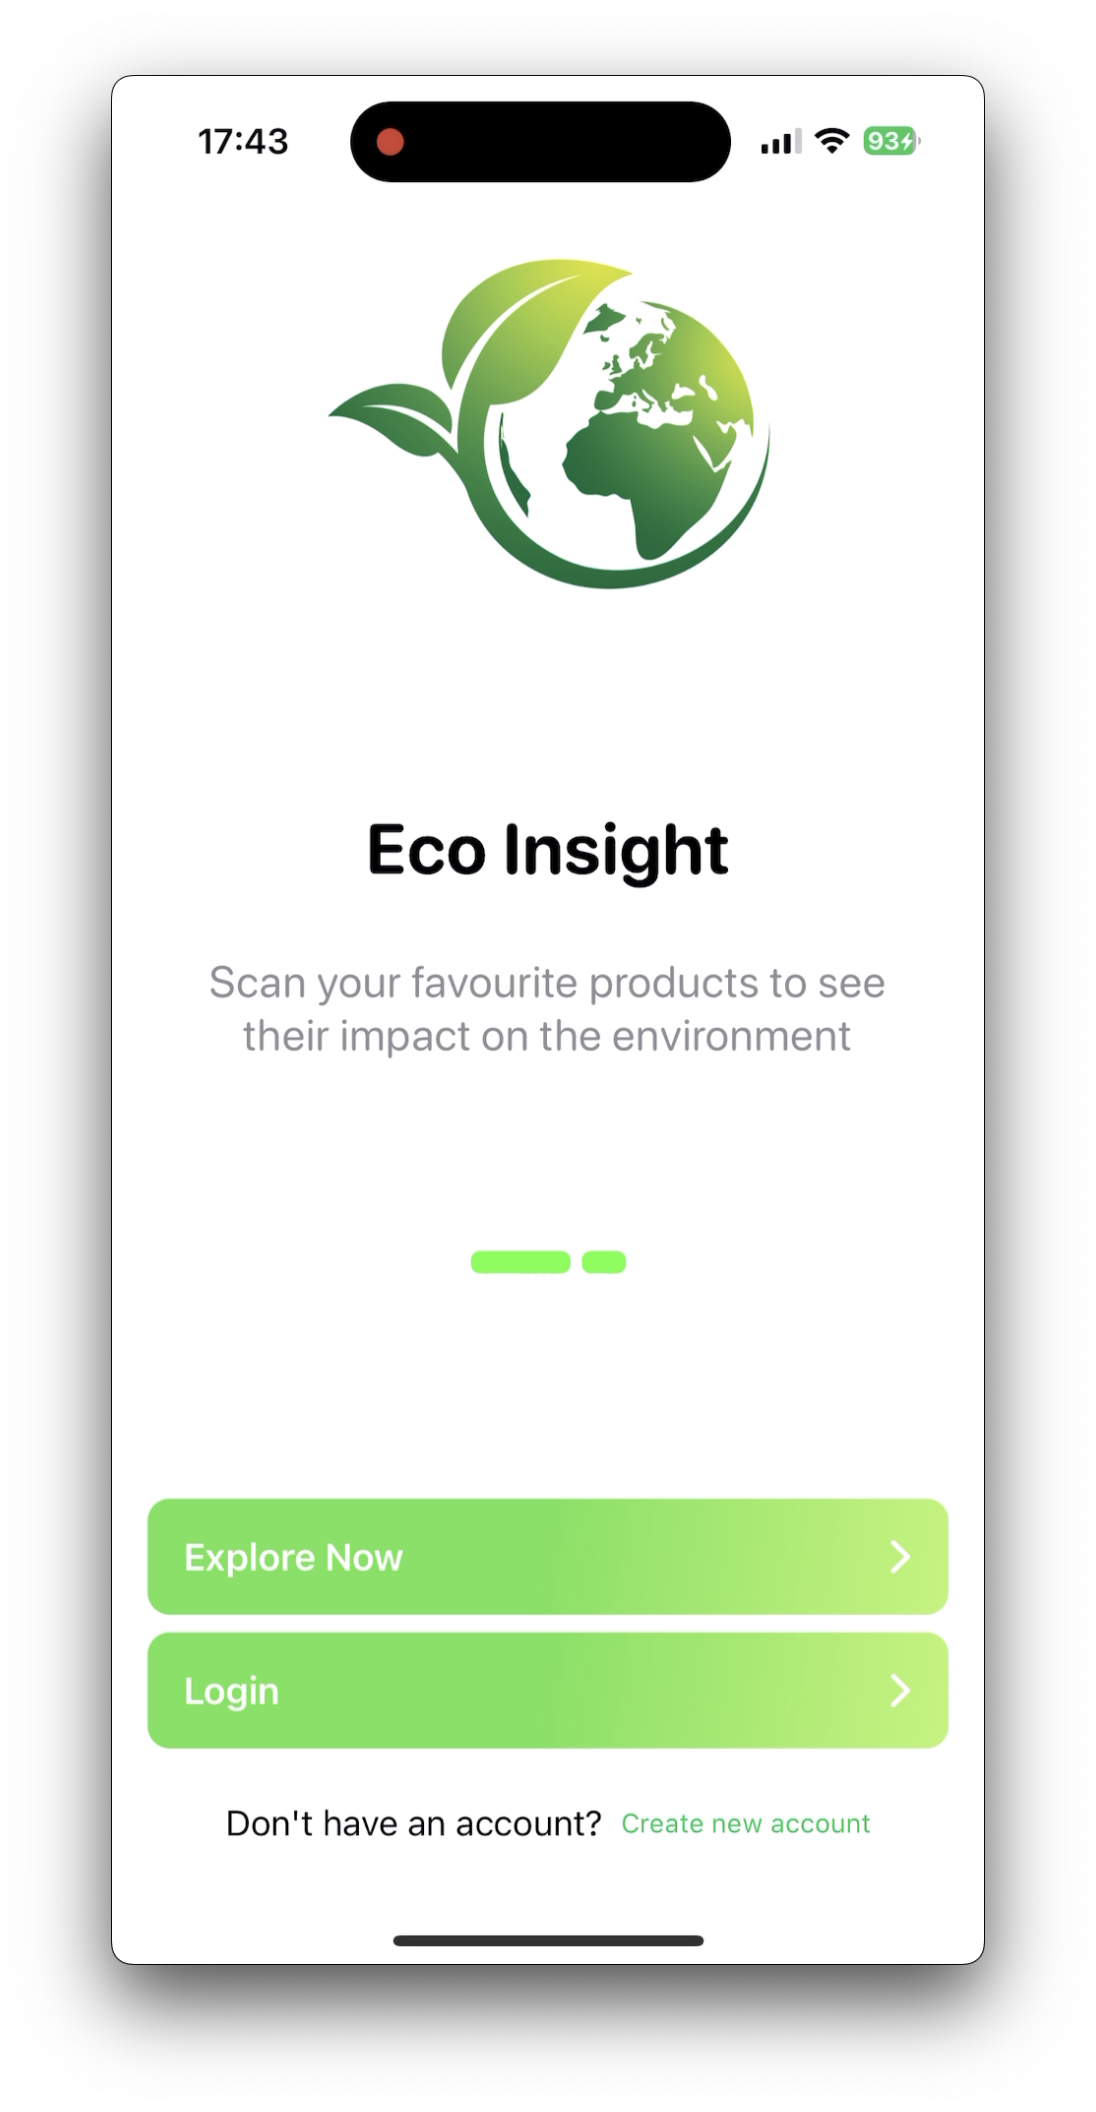 17:43
93
Eco Insight
Scan your favourite products to see
their impact on the environment
Explore Now
Login
Don't have an account? Create new account